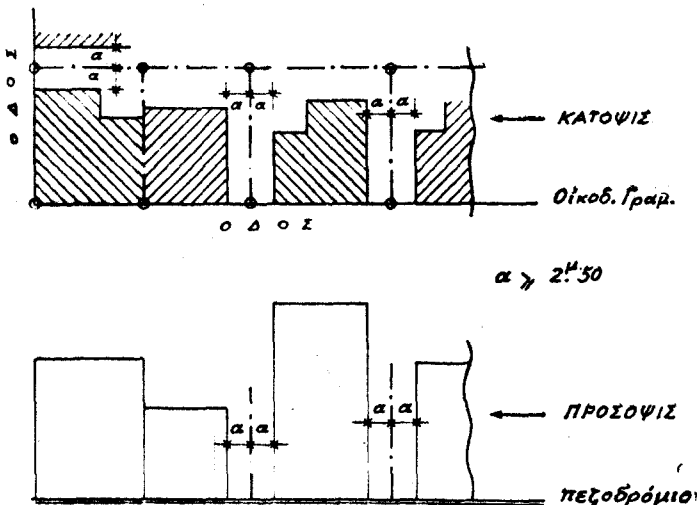 Ο Δ Ο Σ
α
α
α α
α α
ΚΑΤΟΨΙΣ
Οἰκοδ. Γραμ.
Ο Δ Ο Σ
α ⩾ 2.μ50
α α
α α
ΠΡΟΣΟΨΙΣ
πεζοδρόμιον